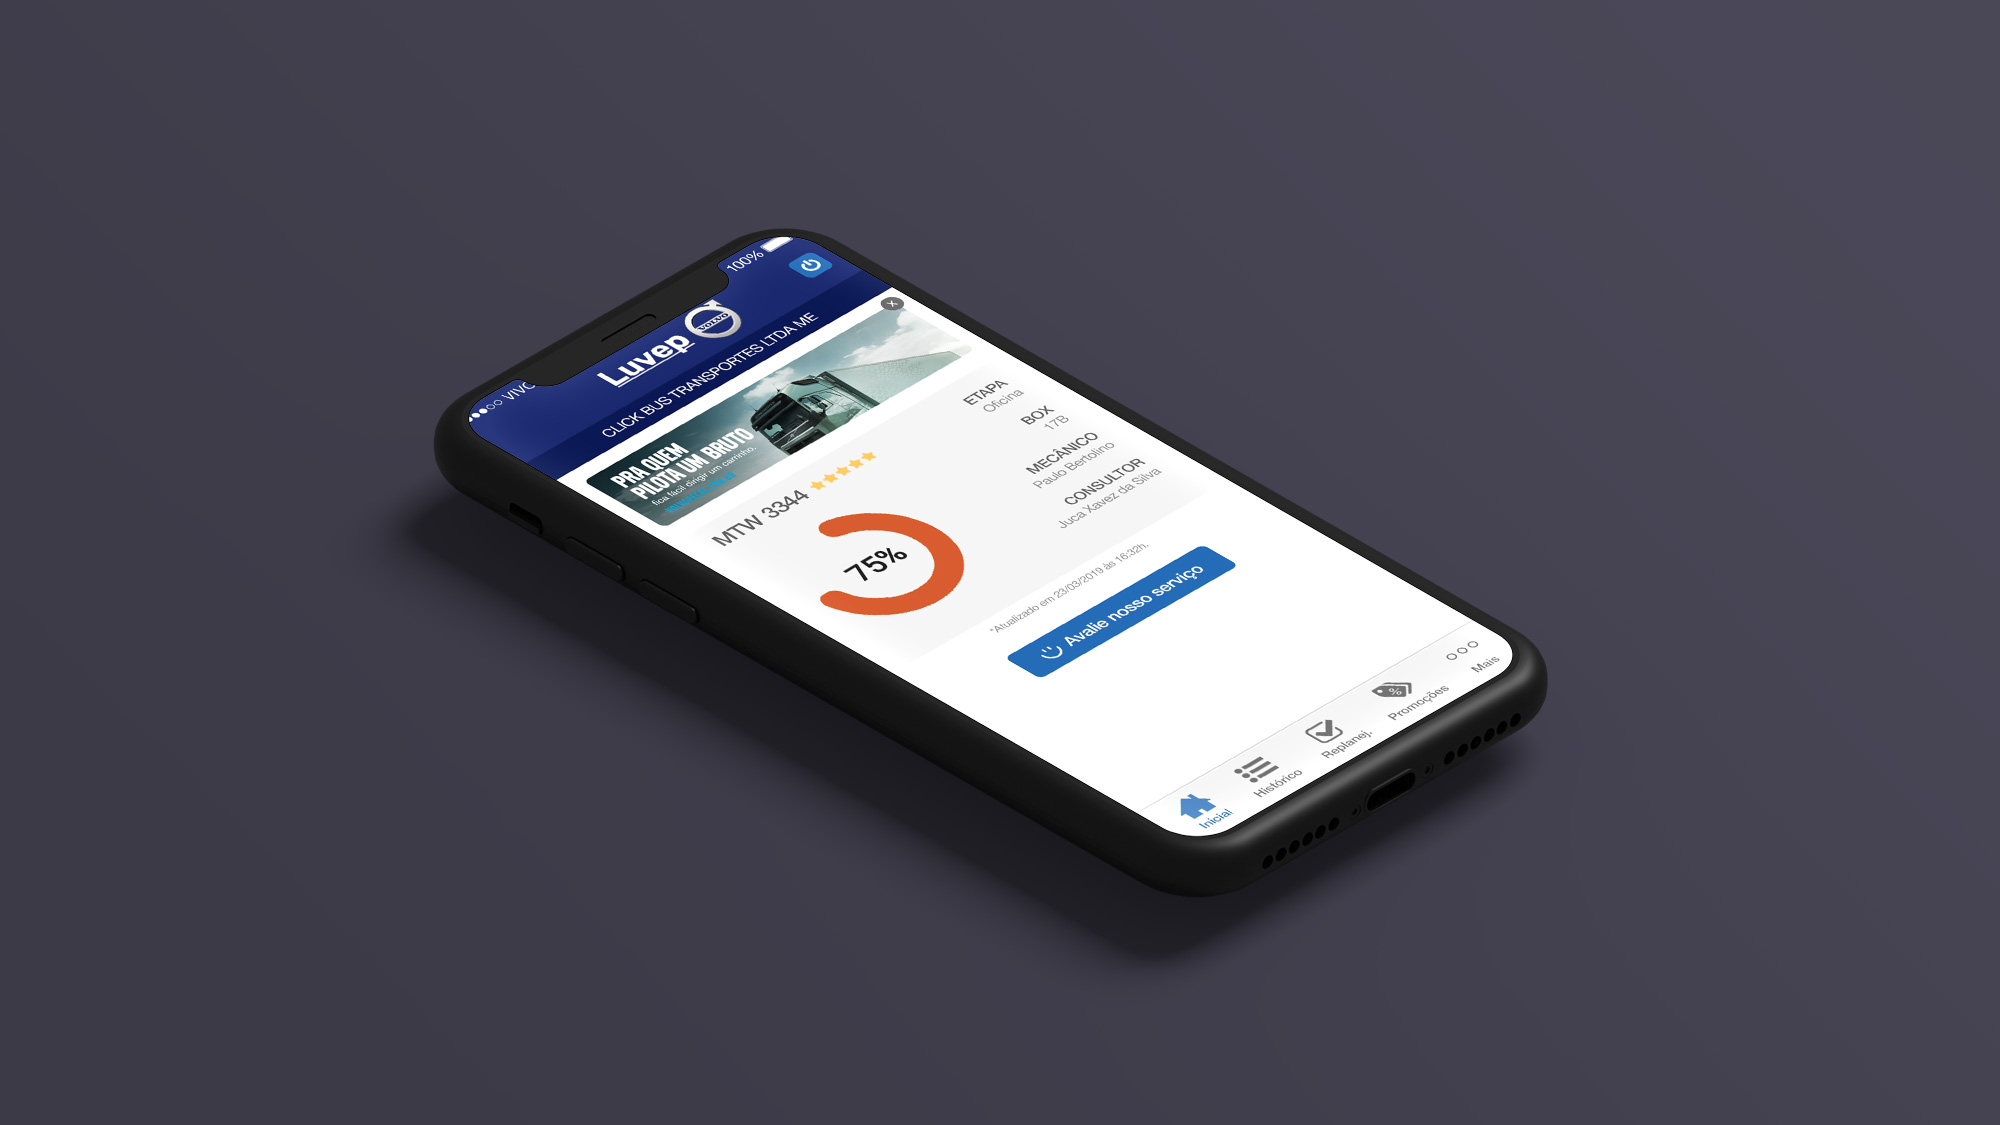 VIVO
100%
Luvep
VOLVO
CLICK BUS TRANSPORTES LTDA ME
X
PRA QUEM
PILOTA UM BRUTO
fica fácil dirigir um carrinho.
MTW 3344
75%
ETAPA
Oficina
BOX
17B
MECÂNICO
Paulo Bertolino
CONSULTOR
Juca Xavez da Silva
*Atualizado em 23/03/2019 às 16:32h.
Avalie nosso serviço
Inicial
Histórico
Replanej.
%
Promoções
Mais